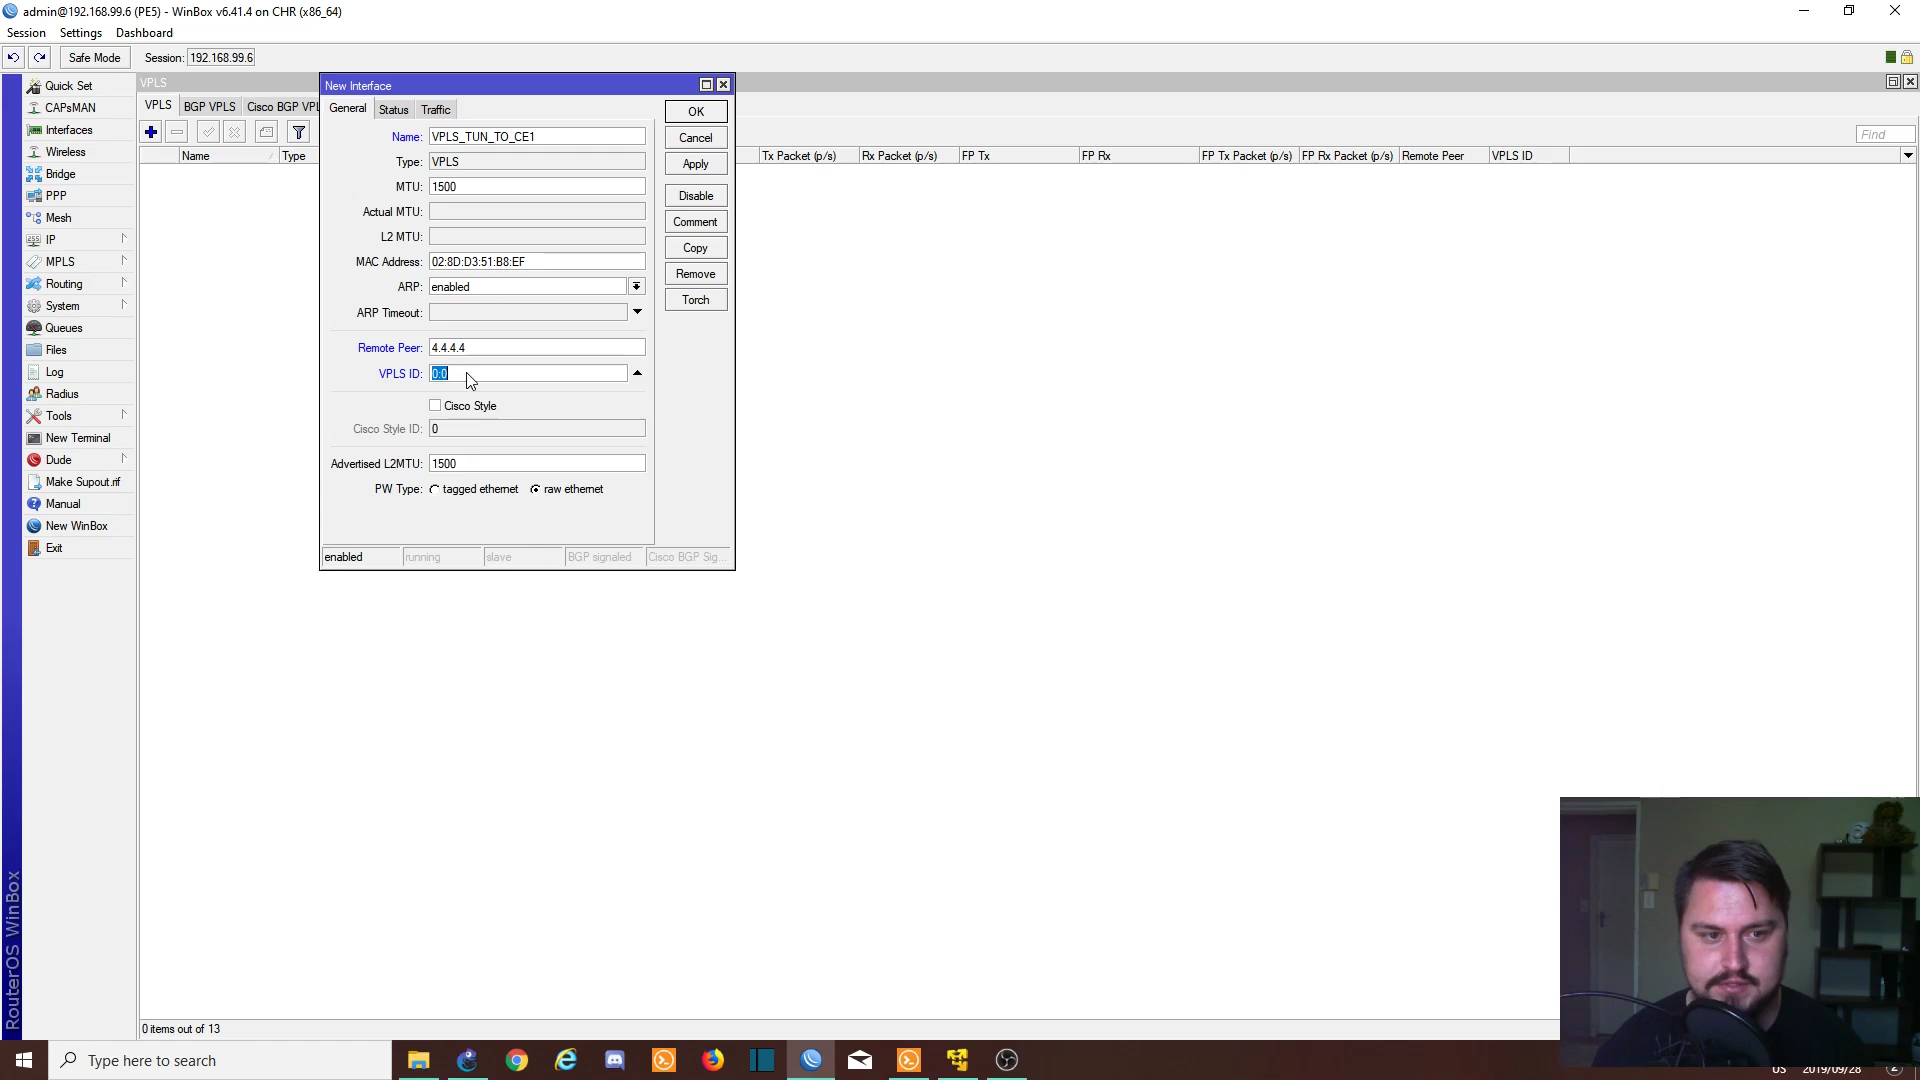 admin@192.168.99.6 (PE5) - WinBox v6.41.4 on CHR (x86_64)
Session Settings Dashboard
Safe Mode Session: 192.168.99.6
Quick Set
CAPsMAN
Interfaces
Wireless
Bridge
PPP
Mesh
IP
MPLS
Routing
System
Queues
Files
Log
Radius
Tools
New Terminal
Dude
Make Supout.rif
Manual
New WinBox
Exit
RouterOS WinBox
VPLS
VPLS BGP VPLS Cisco BGP VPL
Find
Name Type Tx Packet (p/s) Rx Packet (p/s) FP Tx FP Rx FP Tx Packet (p/s) FP Rx Packet (p/s) Remote Peer VPLS ID
New Interface
General Status Traffic
Name: VPLS_TUN_TO_CE1
Type: VPLS
MTU: 1500
Actual MTU:
L2 MTU:
MAC Address: 02:8D:D3:51:B8:EF
ARP: enabled
ARP Timeout:
Remote Peer: 4.4.4.4
VPLS ID: 0:0
Cisco Style
Cisco Style ID: 0
Advertised L2MTU: 1500
PW Type: tagged ethernet raw ethernet
OK
Cancel
Apply
Disable
Comment
Copy
Remove
Torch
enabled running slave BGP signaled Cisco BGP Sig...
0 items out of 13
Type here to search
US 2019/09/28 2